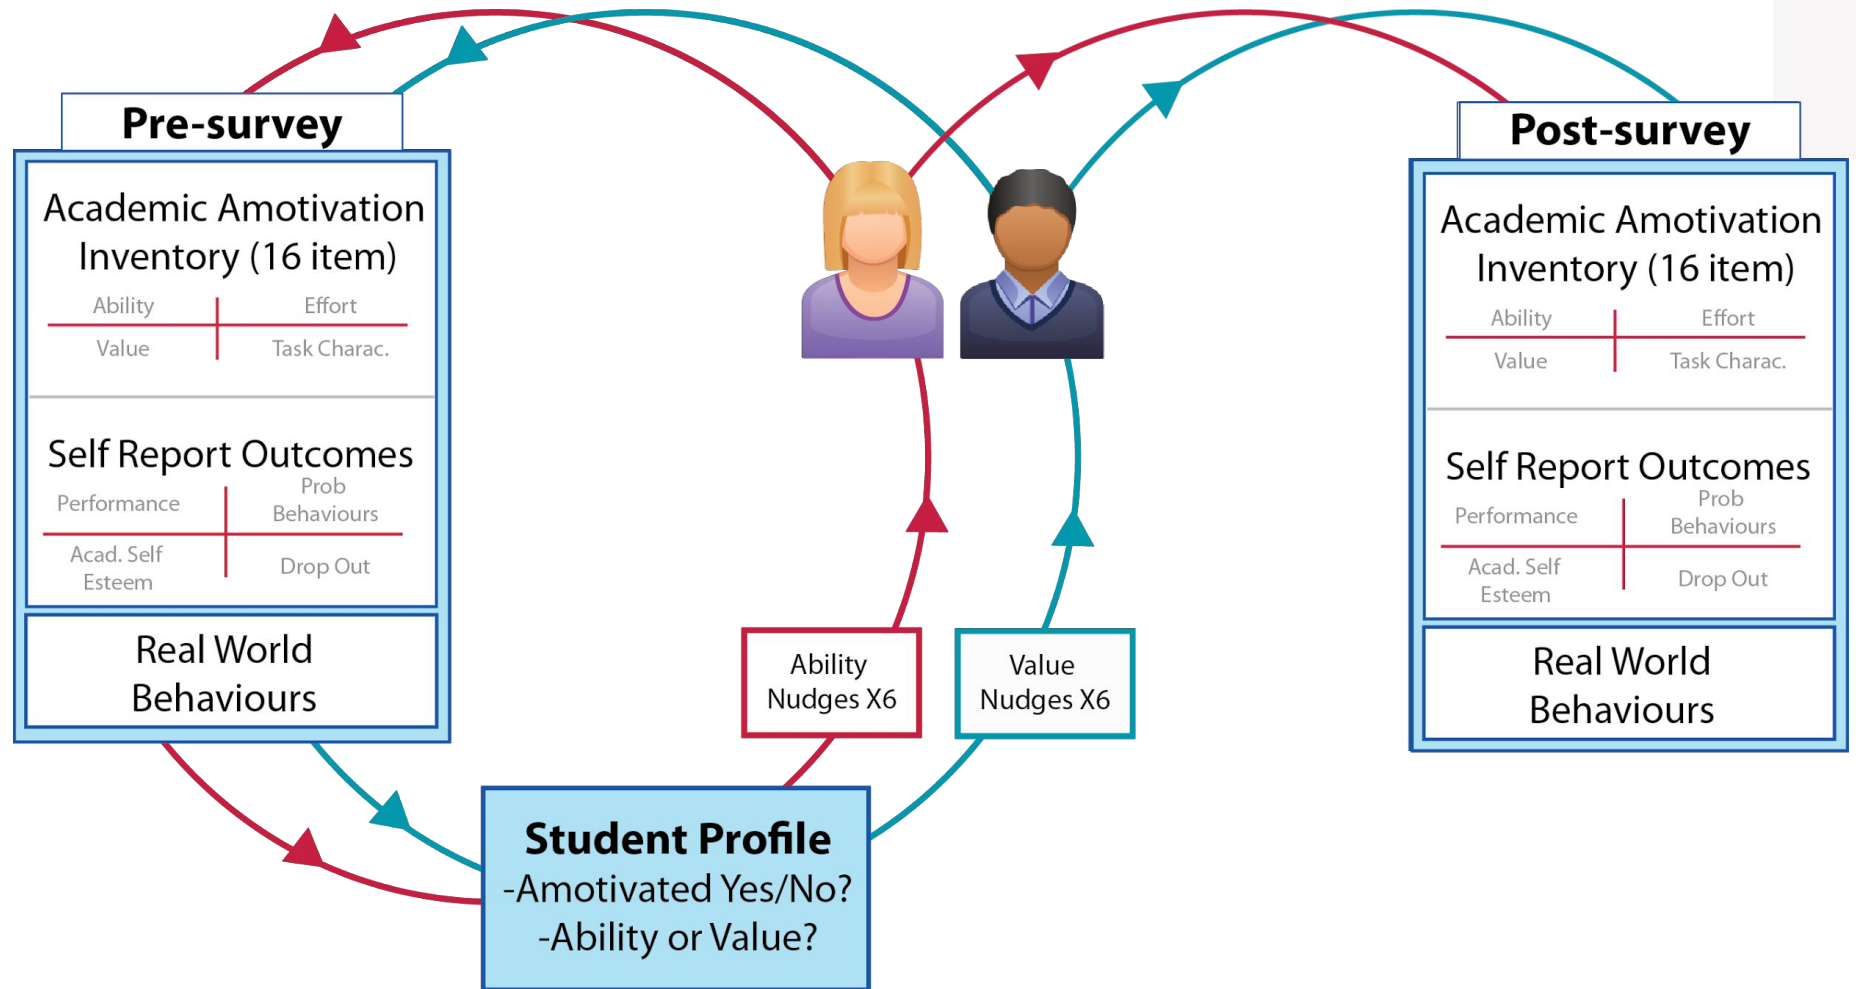 Pre-survey
Academic Amotivation
Inventory (16 item)
Ability
Effort
Value
Task Charac.
Self Report Outcomes
Performance
Prob
Behaviours
Acad. Self
Esteem
Drop Out
Real World
Behaviours
Ability
Nudges X6
Value
Nudges X6
Student Profile
-Amotivated Yes/No?
-Ability or Value?
Post-survey
Academic Amotivation
Inventory (16 item)
Ability
Effort
Value
Task Charac.
Self Report Outcomes
Performance
Prob
Behaviours
Acad. Self
Esteem
Drop Out
Real World
Behaviours